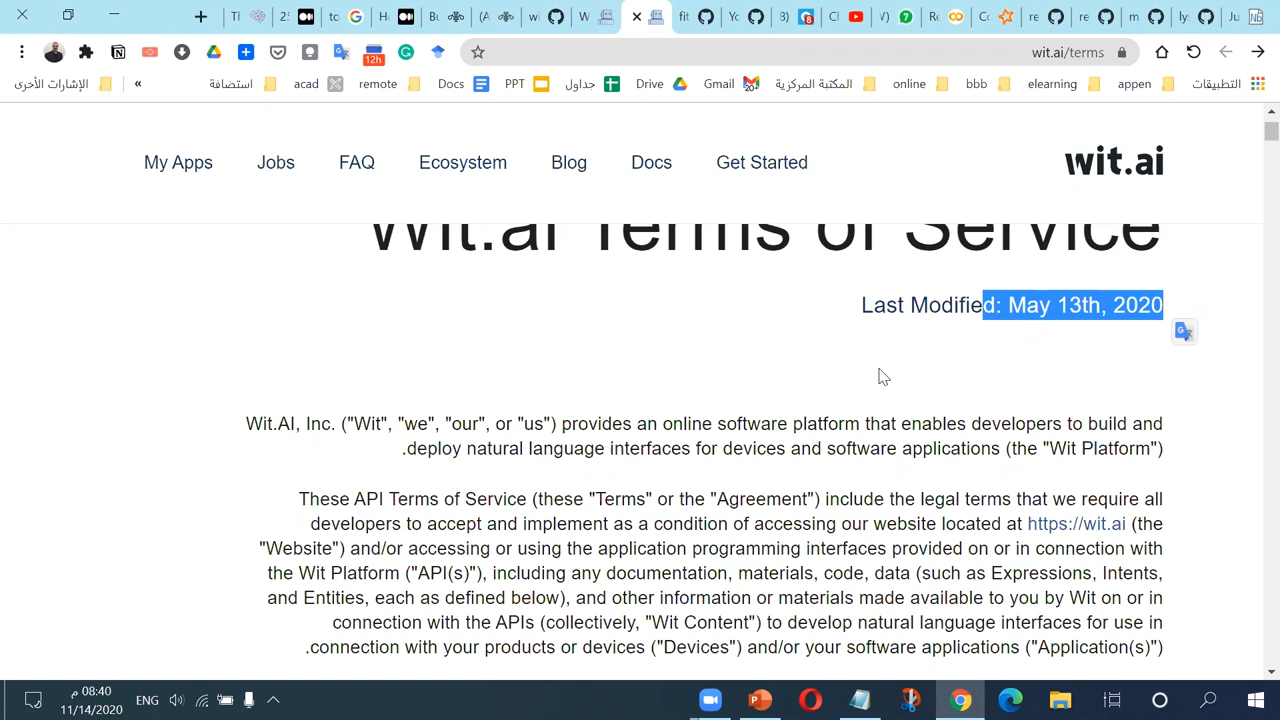 wit.ai/terms
الإشارات الأخرى
»
استضافة
acad
remote
Docs
PPT
جداول
Drive
Gmail
المكتبة المركزية
online
bbb
elearning
appen
التطبيقات
12h
My Apps
Jobs
FAQ
Ecosystem
Blog
Docs
Get Started
wit.ai
Wit.ai Terms of Service
Last Modified: May 13th, 2020
Wit.AI, Inc. ("Wit", "we", "our", or "us") provides an online software platform that enables developers to build and
.deploy natural language interfaces for devices and software applications (the "Wit Platform")
These API Terms of Service (these "Terms" or the "Agreement") include the legal terms that we require all
developers to accept and implement as a condition of accessing our website located at https://wit.ai (the
"Website") and/or accessing or using the application programming interfaces provided on or in connection with
the Wit Platform ("API(s)"), including any documentation, materials, code, data (such as Expressions, Intents,
and Entities, each as defined below), and other information or materials made available to you by Wit on or in
connection with the APIs (collectively, "Wit Content") to develop natural language interfaces for use in
.connection with your products or devices ("Devices") and/or your software applications ("Application(s)")
08:40 م
11/14/2020
ENG